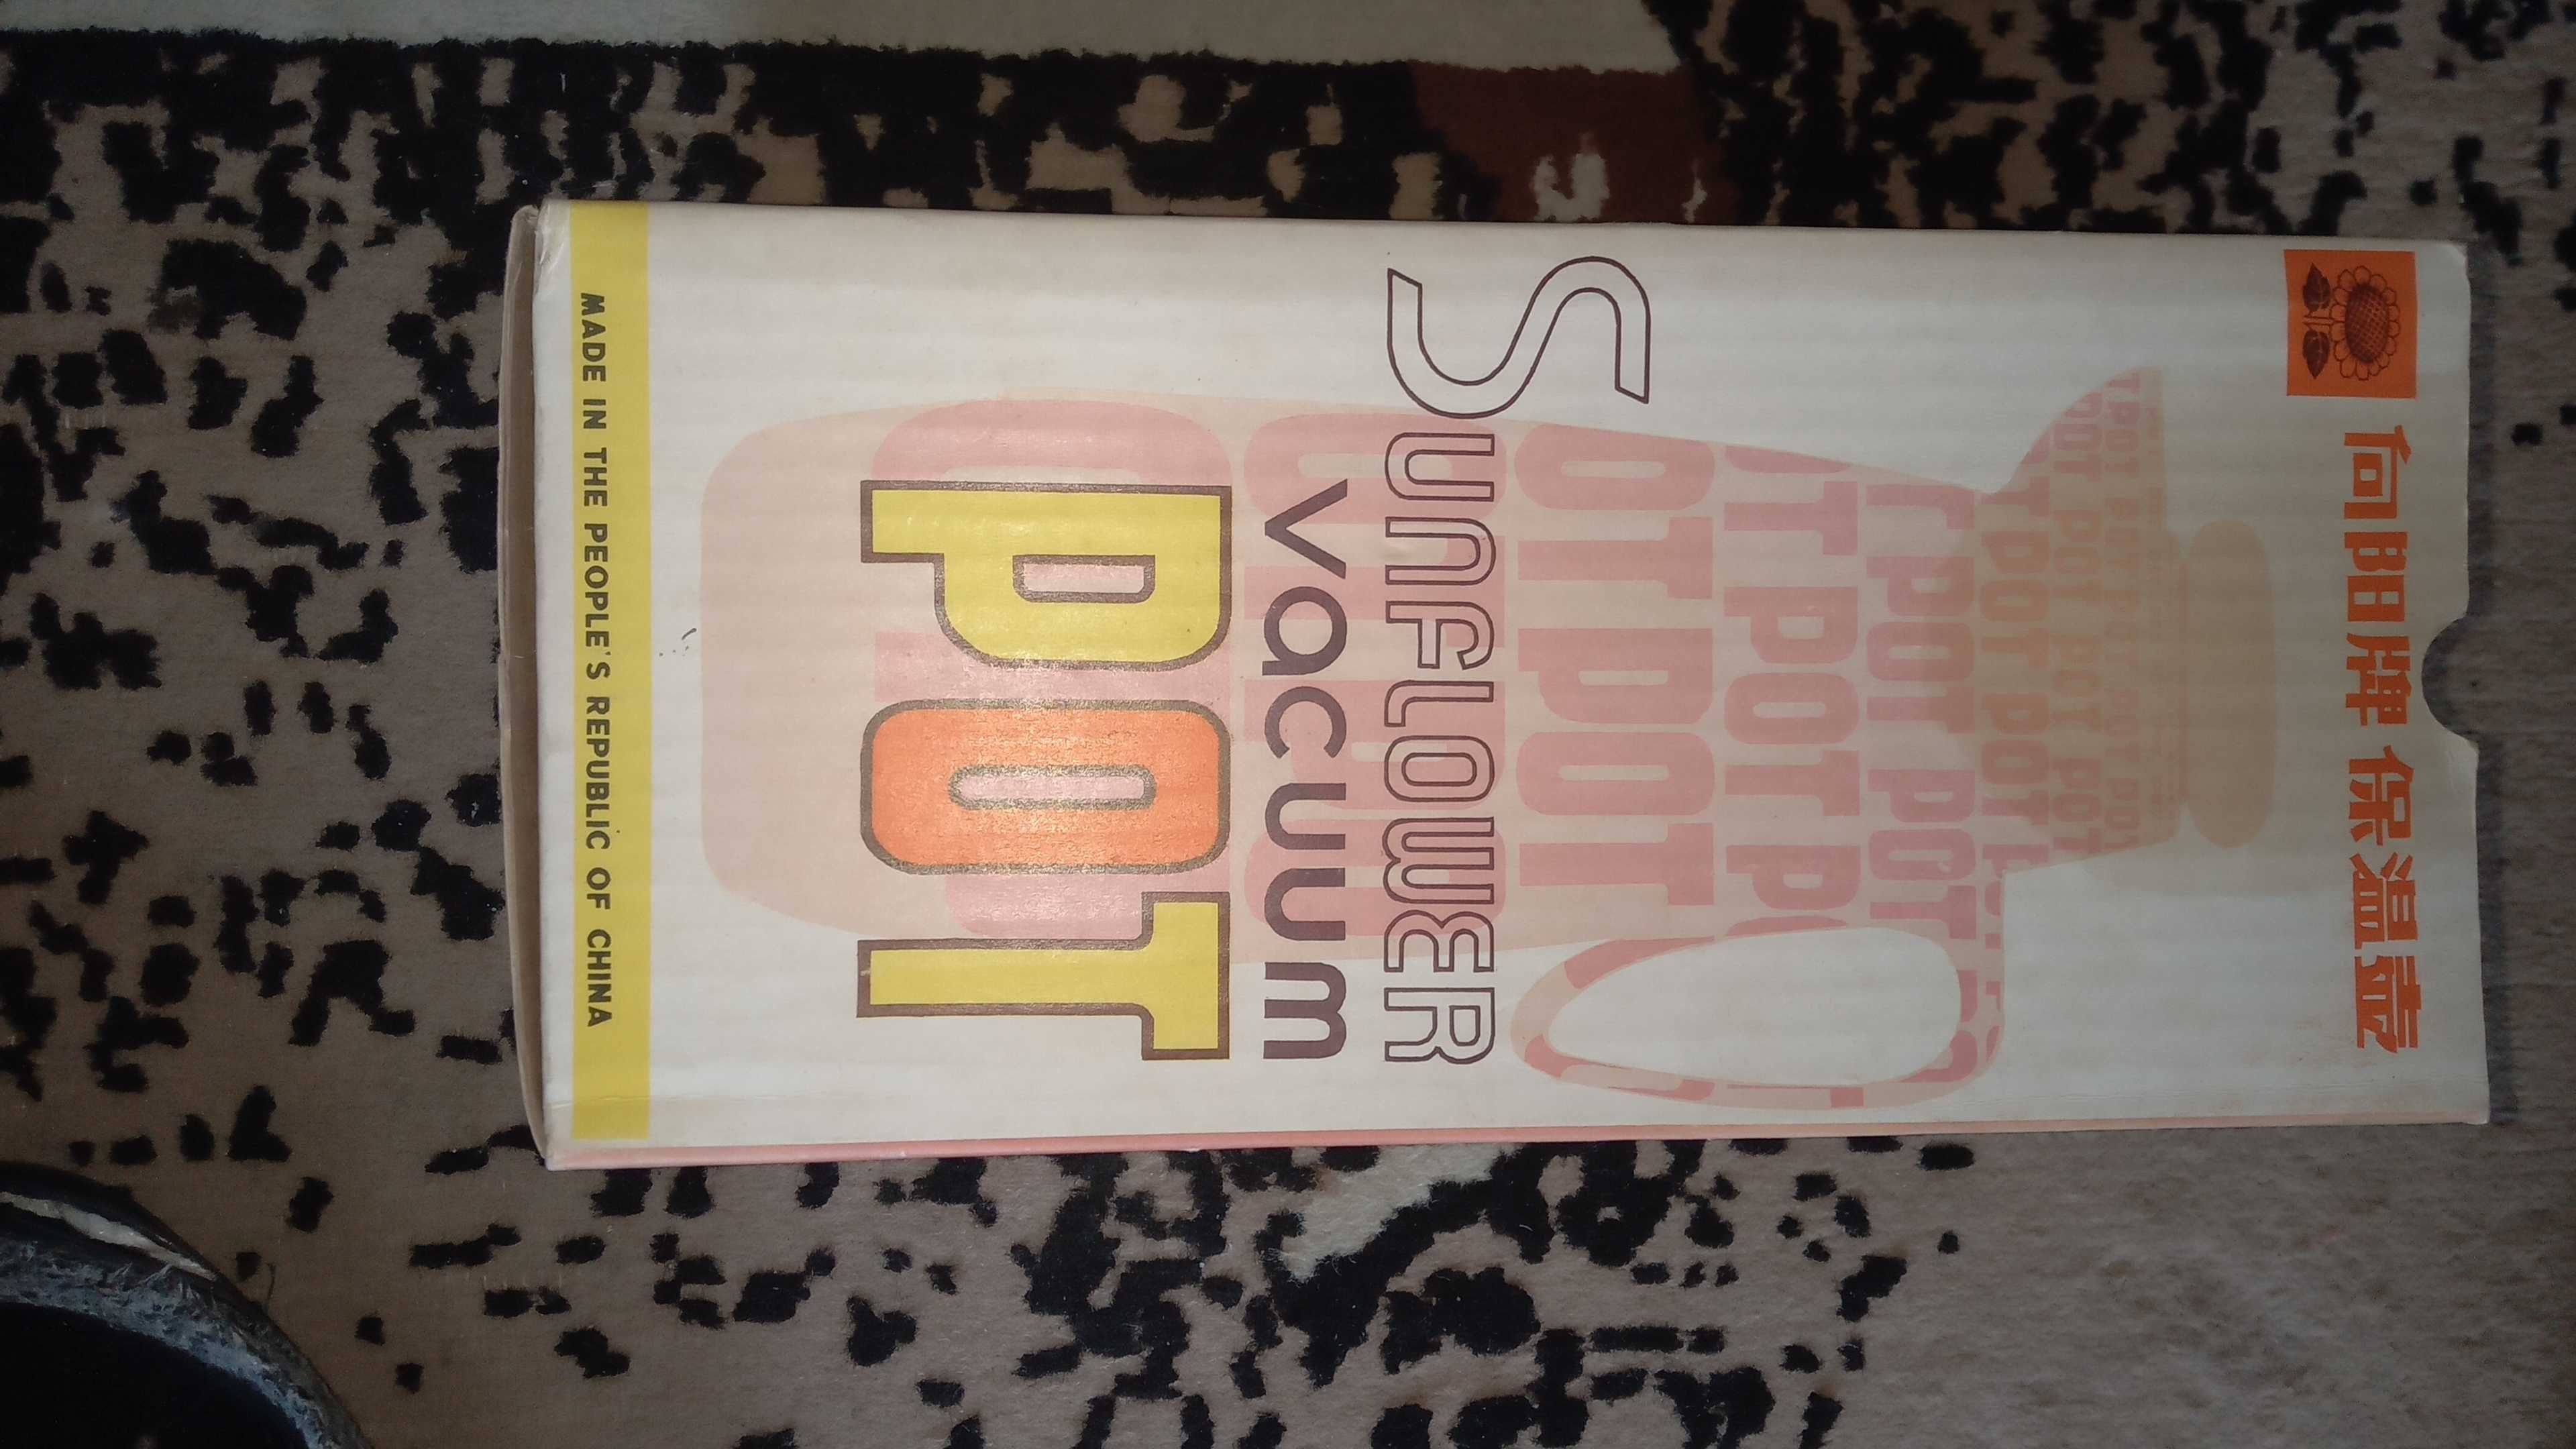 向阳牌 保温壶
Sunflower
vacuum
POT
MADE IN THE PEOPLE'S REPUBLIC OF CHINA